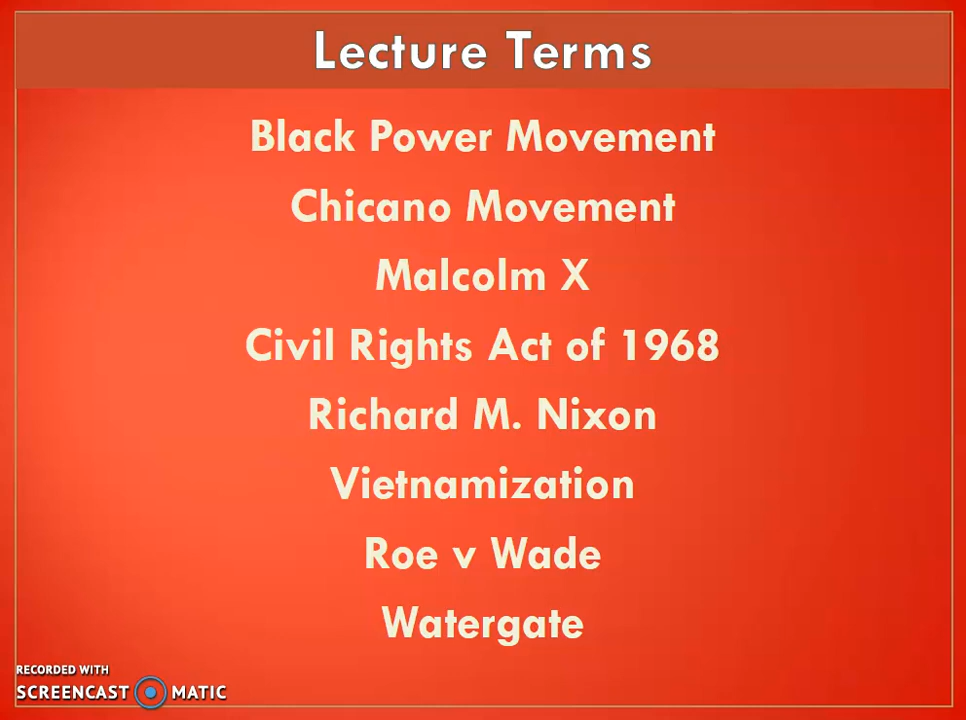 Lecture Terms
Black Power Movement
Chicano Movement
Malcolm X
Civil Rights Act of 1968
Richard M. Nixon
Vietnamization
Roe v Wade
Watergate
RECORDED WITH
SCREENCAST MATIC